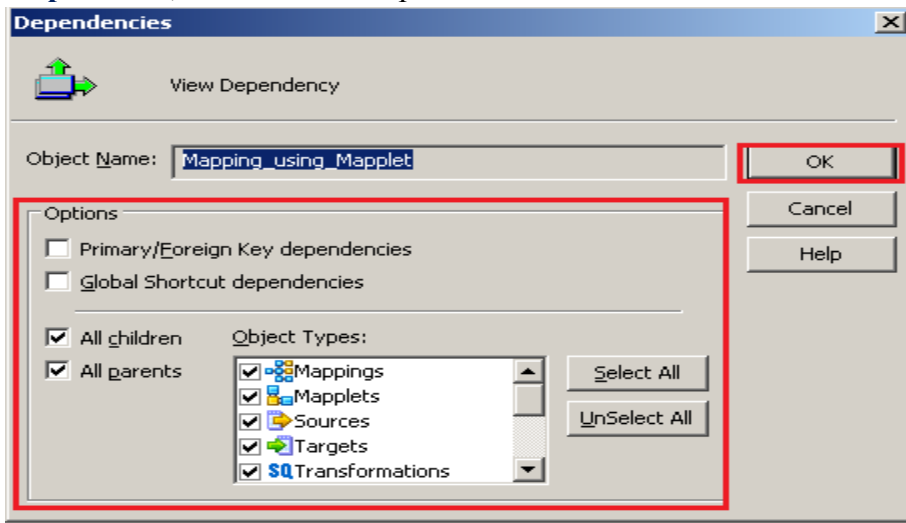 Dependencies
View Dependency
Object Name: Mapping_using_Mapplet
OK
Options
Cancel
Primary/Foreign Key dependencies
Help
Global Shortcut dependencies
All children Object Types:
All parents
Mappings
Select All
Mapplets
Sources
UnSelect All
Targets
SQ Transformations